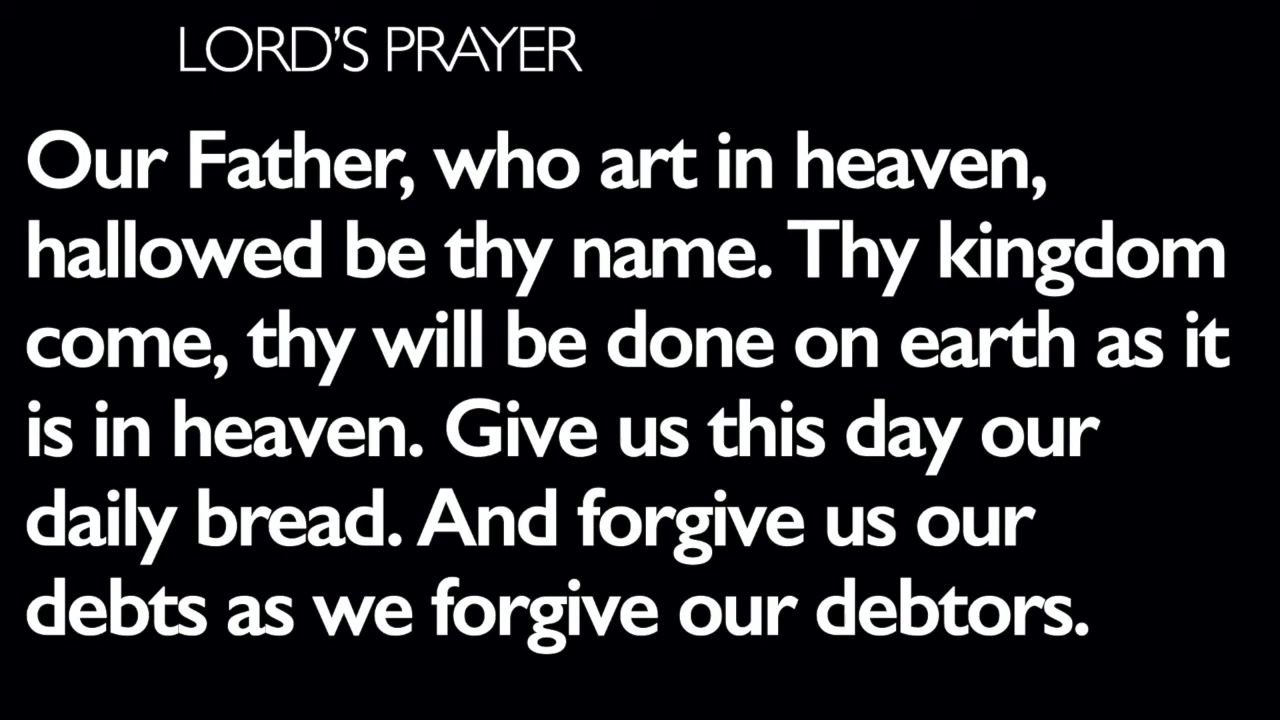 LORD’S PRAYER
Our Father, who art in heaven,
hallowed be thy name. Thy kingdom
come, thy will be done on earth as it
is in heaven. Give us this day our
daily bread. And forgive us our
debts as we forgive our debtors.